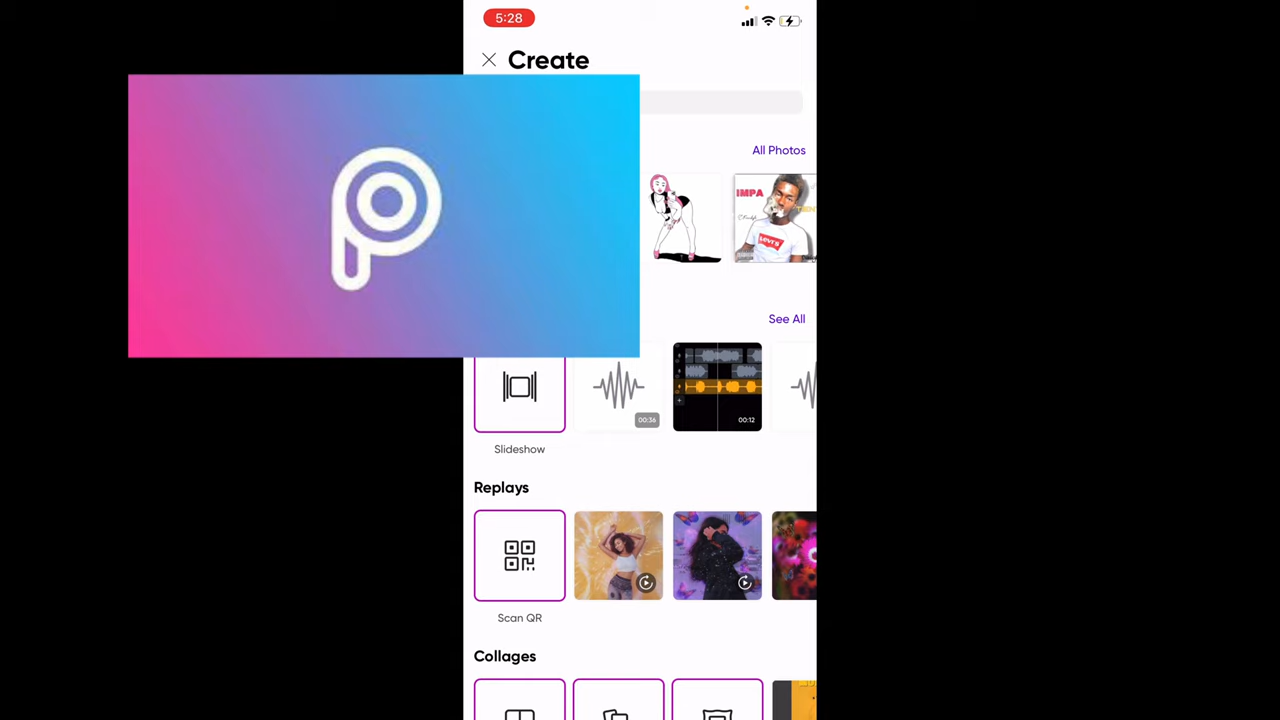 5:28
Create
All Photos
IMPA
Levi's
See All
00:36
00:12
Slideshow
Replays
Scan QR
Collages